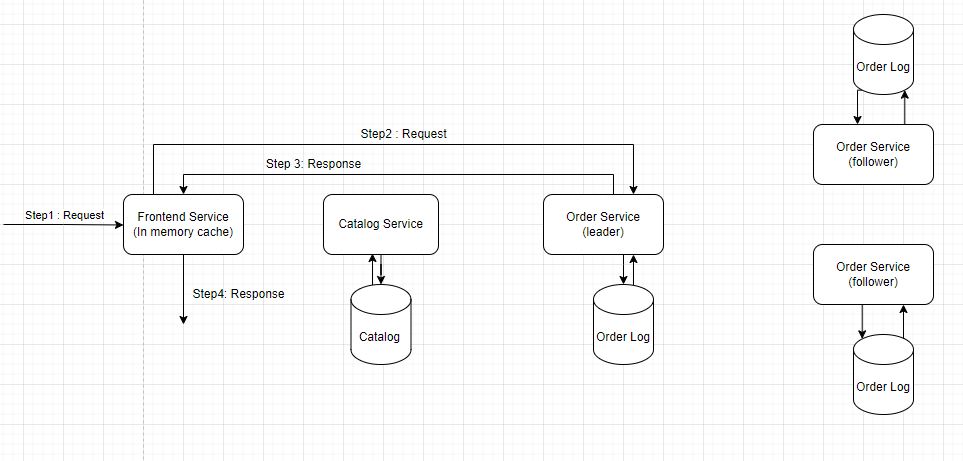 Order Log
Order Service
(follower)
Step2 : Request
Step 3: Response
Step1 : Request
Frontend Service
(In memory cache)
Catalog Service
Order Service
(leader)
Order Service
(follower)
Step4: Response
Catalog
Order Log
Order Log